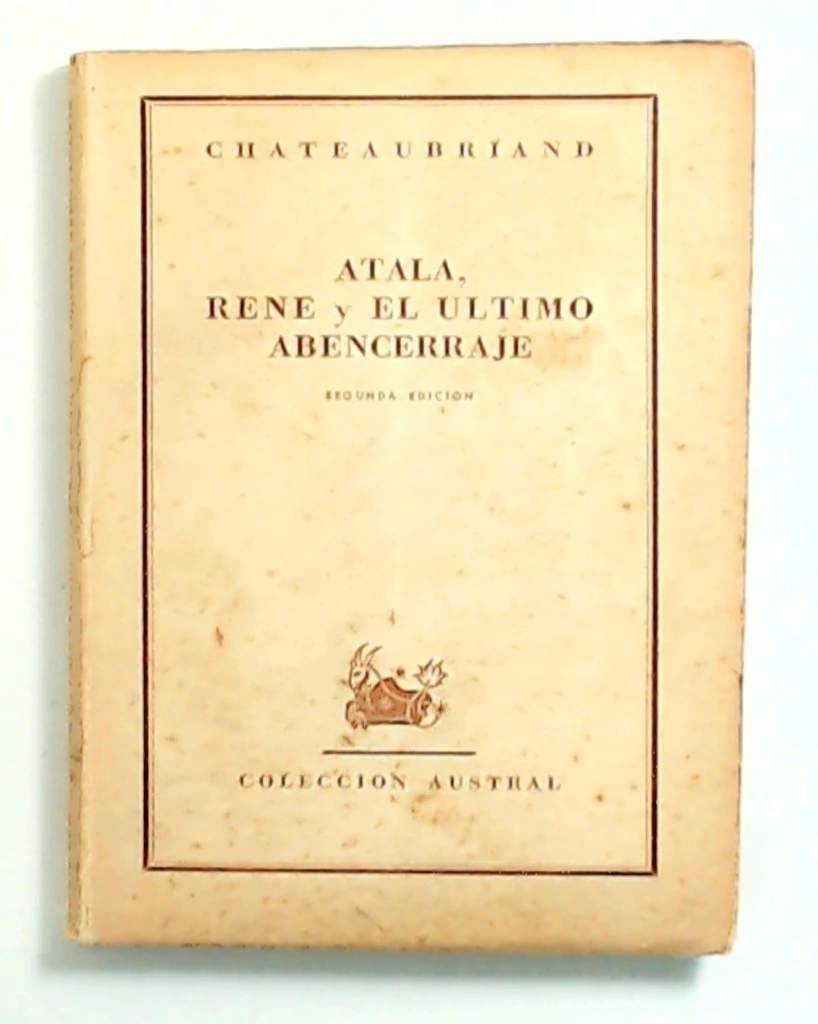 CHATEAUBRIAND
ATALA,
RENE y EL ULTIMO
ABENCERRAJE
SEGUNDA EDICION
COLECCION AUSTRAL